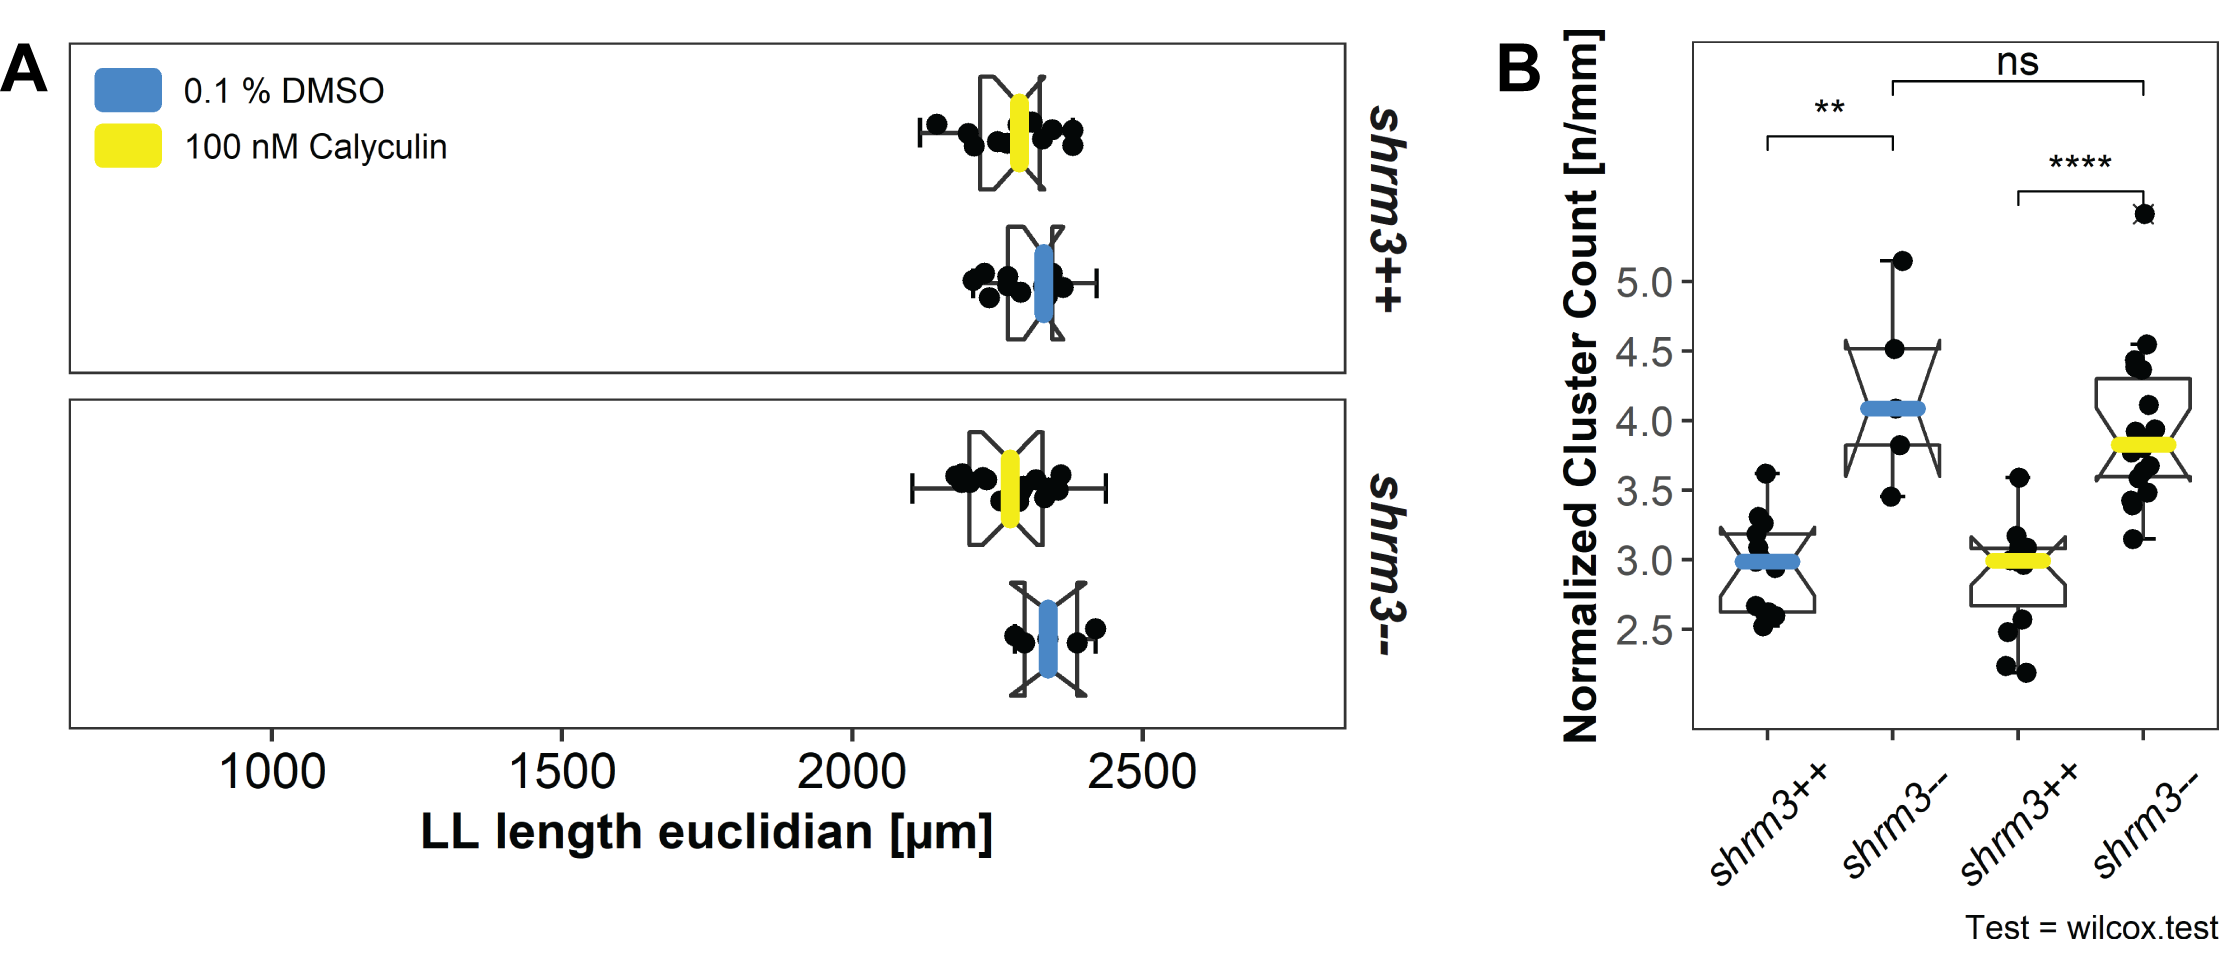 A
0.1 % DMSO
100 nM Calyculin
shrm3++
shrm3--
1000 1500 2000 2500
LL length euclidian [µm]
B
Normalized Cluster Count [n/mm]
ns
**
****
5.0
4.5
4.0
3.5
3.0
2.5
shrm3++ shrm3-- shrm3++ shrm3--
Test = wilcox.test